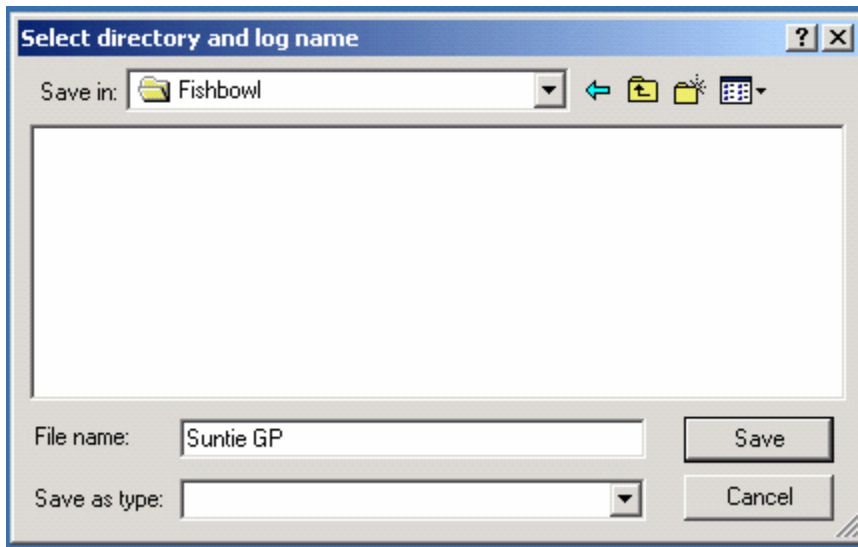 Select directory and log name
Save in: Fishbowl
File name: Suntie GP
Save
Save as type:
Cancel